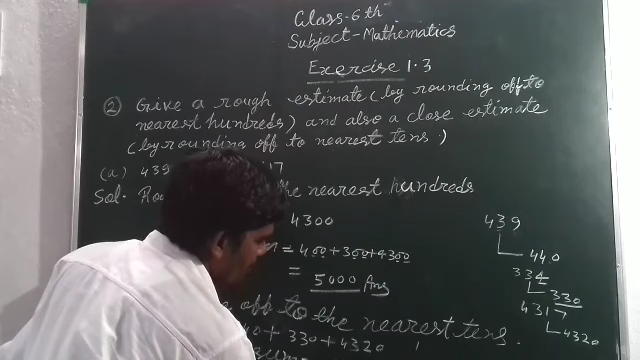 Class-6th
Subject-Mathematics
Exercise 1.3
② Give a rough estimate (by rounding off to
nearest hundreds) and also a close estimate
(by rounding off to nearest tens.)
(a) 439 17
Sol. the nearest hundreds
4300
= 400+300+4300
= 5000 Ans
off to the nearest tens.
+ 330 + 4320
439
440
334
330
4317
4320